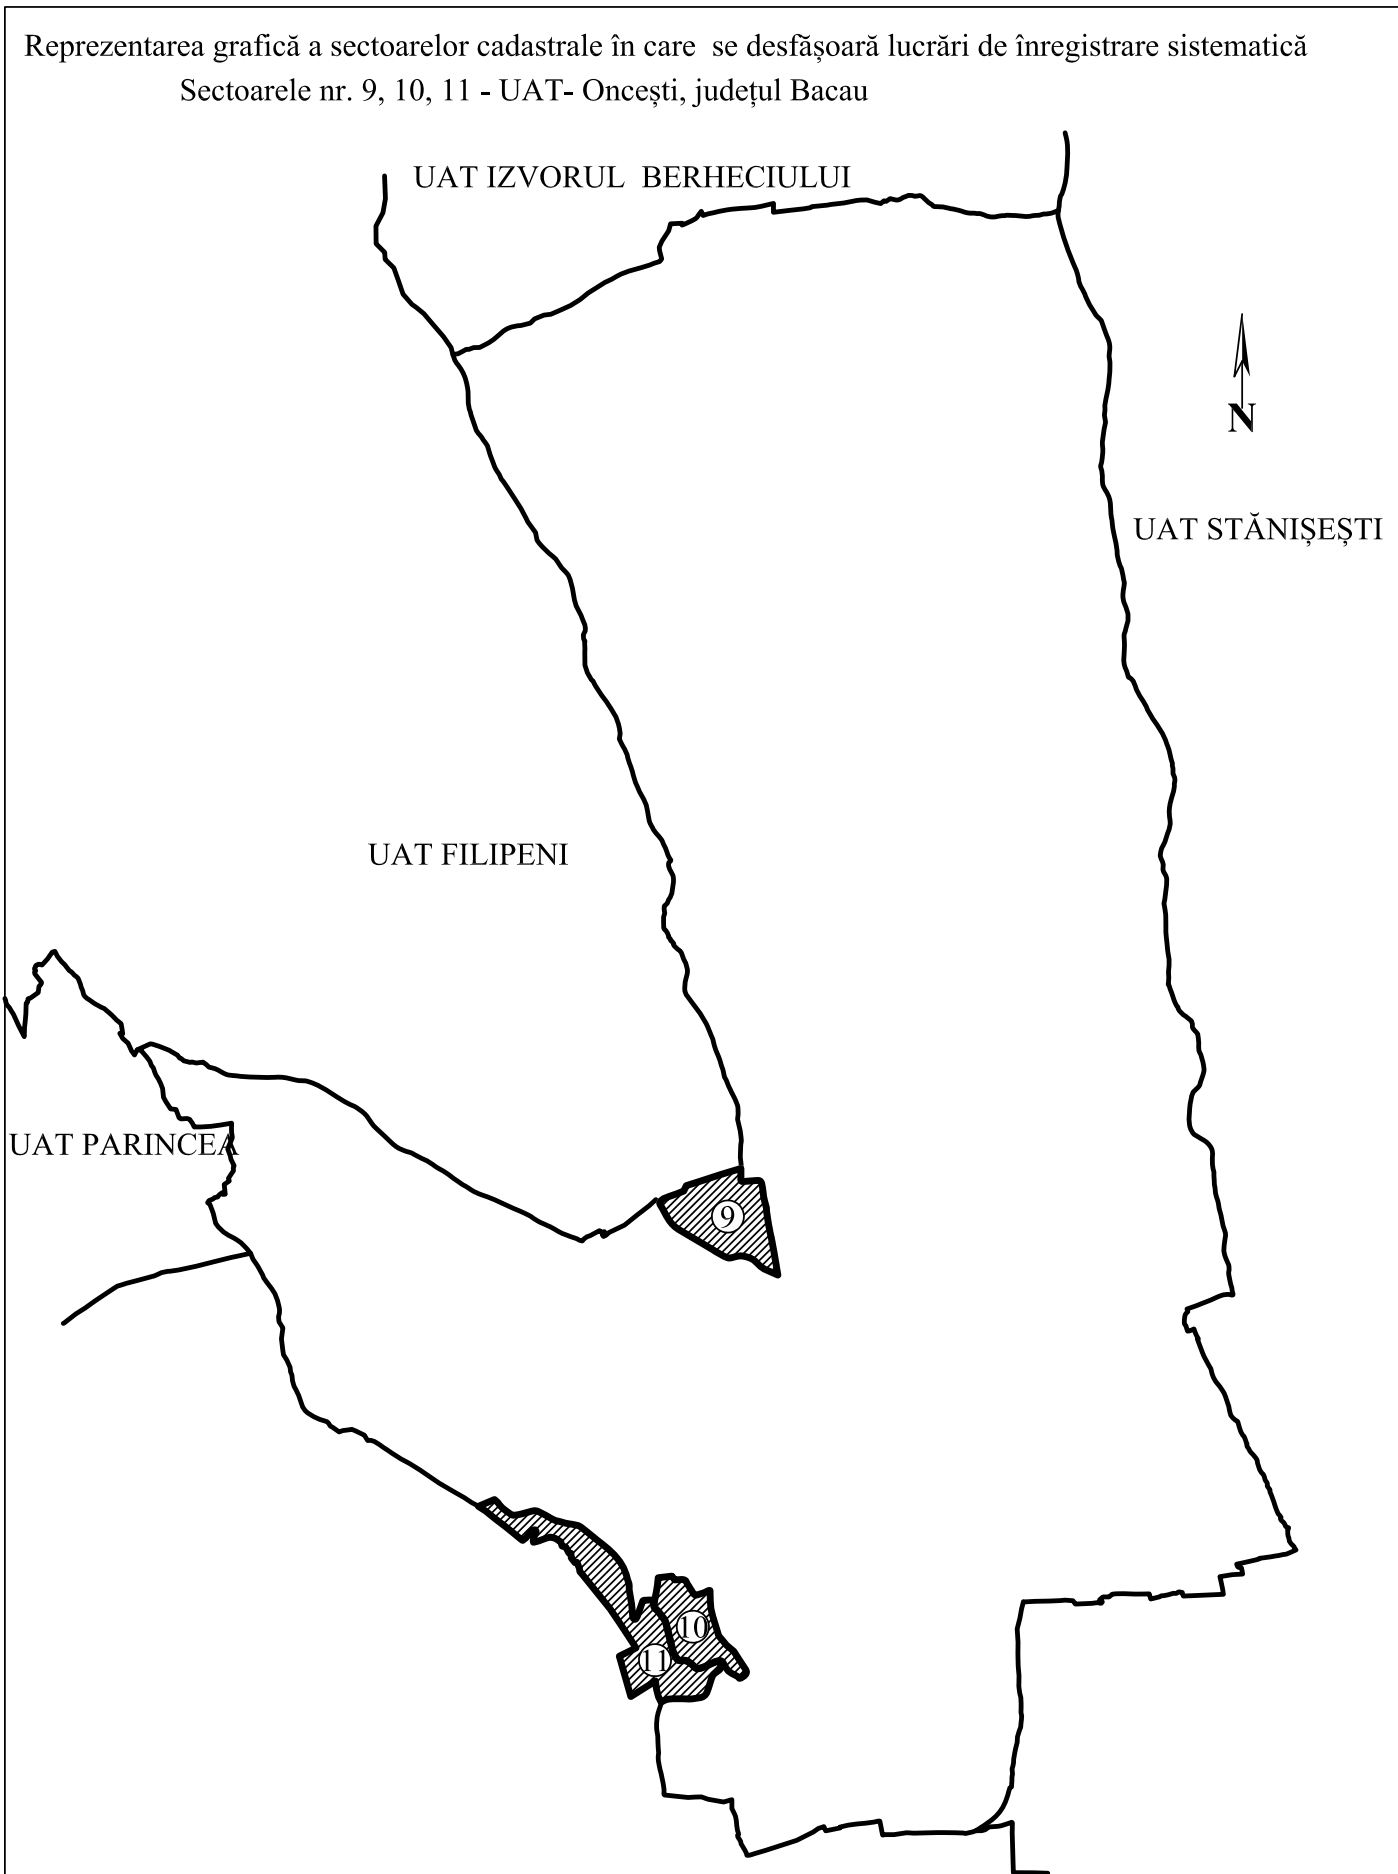 Reprezentarea grafică a sectoarelor cadastrale în care se desfășoară lucrări de înregistrare sistematică
Sectoarele nr. 9, 10, 11 - UAT- Oncești, județul Bacau
UAT IZVORUL BERHECIULUI
N
UAT STĂNIȘEȘTI
UAT FILIPENI
UAT PARINCEA
9
10
11